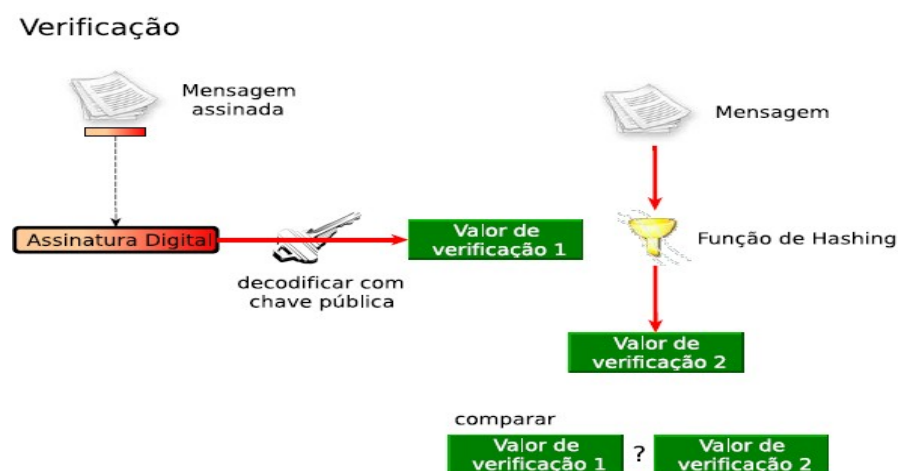 Verificação
Mensagem
assinada
Mensagem
Assinatura Digital
decodificar com
chave pública
Valor de
verificação 1
Função de Hashing
Valor de
verificação 2
comparar
Valor de
verificação 1
?
Valor de
verificação 2